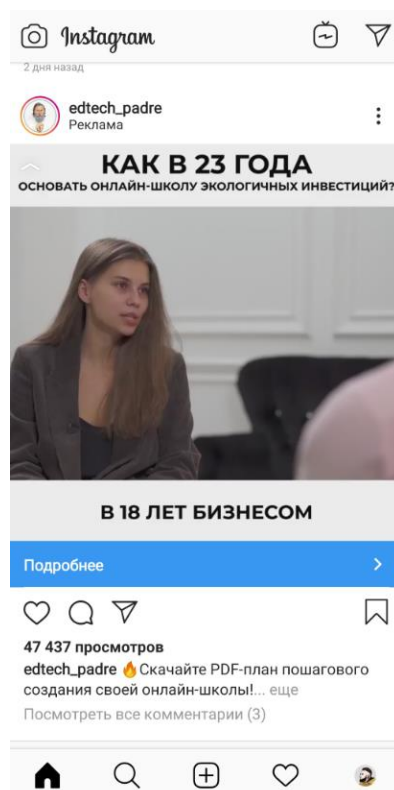 Instagram
2 дня назад
edtech_padre
Реклама
КАК В 23 ГОДА
ОСНОВАТЬ ОНЛАЙН-ШКОЛУ ЭКОЛОГИЧНЫХ ИНВЕСТИЦИЙ?
В 18 ЛЕТ БИЗНЕСОМ
Подробнее
47 437 просмотров
edtech_padre 🔥Скачайте PDF-план пошагового
создания своей онлайн-школы!... еще
Посмотреть все комментарии (3)